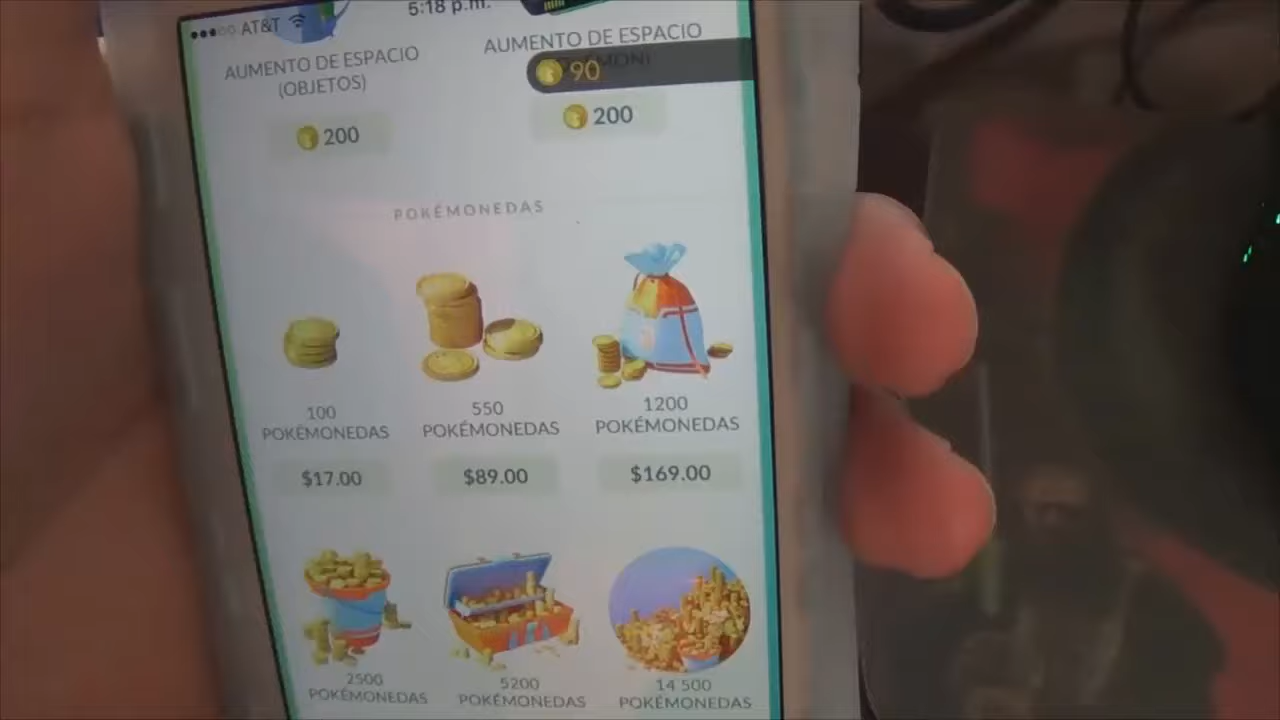 AT&T
5:18 p.m.
AUMENTO DE ESPACIO
(OBJETOS)
200
AUMENTO DE ESPACIO
90
200
POKÉMONEDAS
100
POKÉMONEDAS
$17.00
550
POKÉMONEDAS
$89.00
1200
POKÉMONEDAS
$169.00
2500
POKÉMONEDAS
5200
POKÉMONEDAS
14 500
POKÉMONEDAS